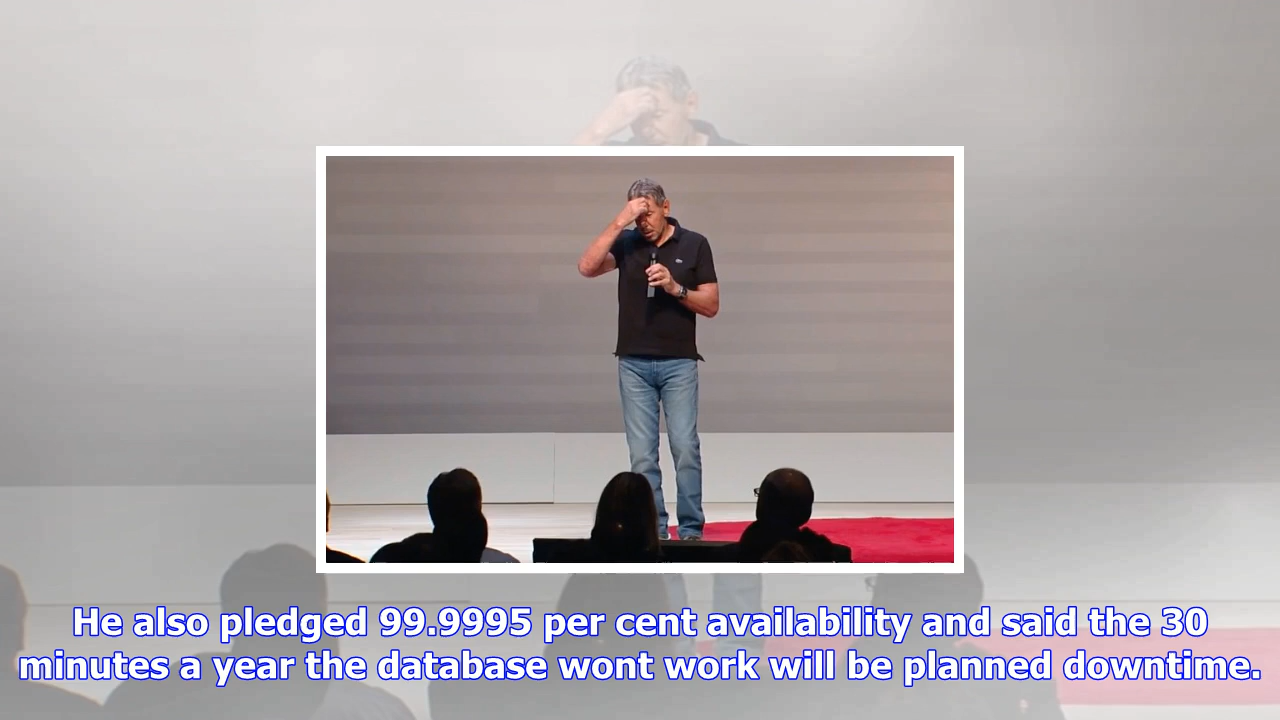 He also pledged 99.9995 per cent availability and said the 30
minutes a year the database wont work will be planned downtime.